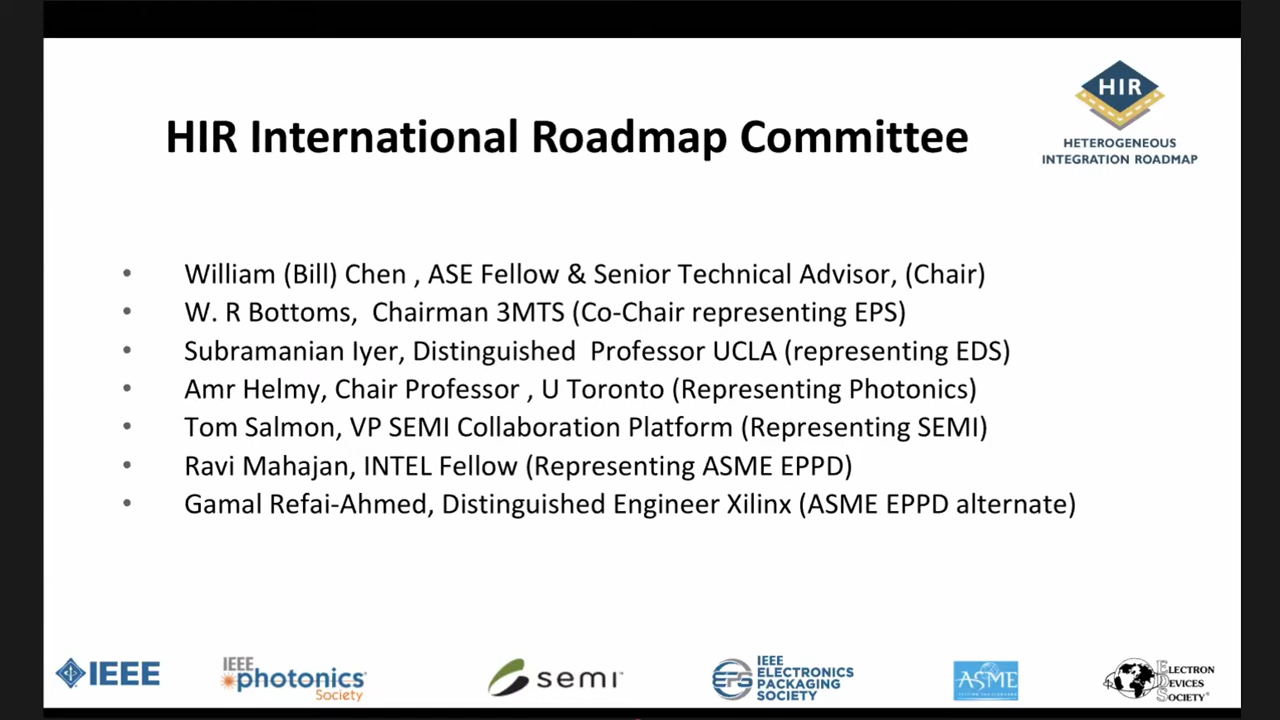 HIR
HETEROGENEOUS
INTEGRATION ROADMAP
HIR International Roadmap Committee
• William (Bill) Chen , ASE Fellow & Senior Technical Advisor, (Chair)
• W. R Bottoms, Chairman 3MTS (Co-Chair representing EPS)
• Subramanian Iyer, Distinguished Professor UCLA (representing EDS)
• Amr Helmy, Chair Professor , U Toronto (Representing Photonics)
• Tom Salmon, VP SEMI Collaboration Platform (Representing SEMI)
• Ravi Mahajan, INTEL Fellow (Representing ASME EPPD)
• Gamal Refai-Ahmed, Distinguished Engineer Xilinx (ASME EPPD alternate)
IEEE
IEEE
photonics
Society
semi
EPS
IEEE
ELECTRONICS
PACKAGING
SOCIETY
ASME
ELECTRON
DEVICES
SOCIETY